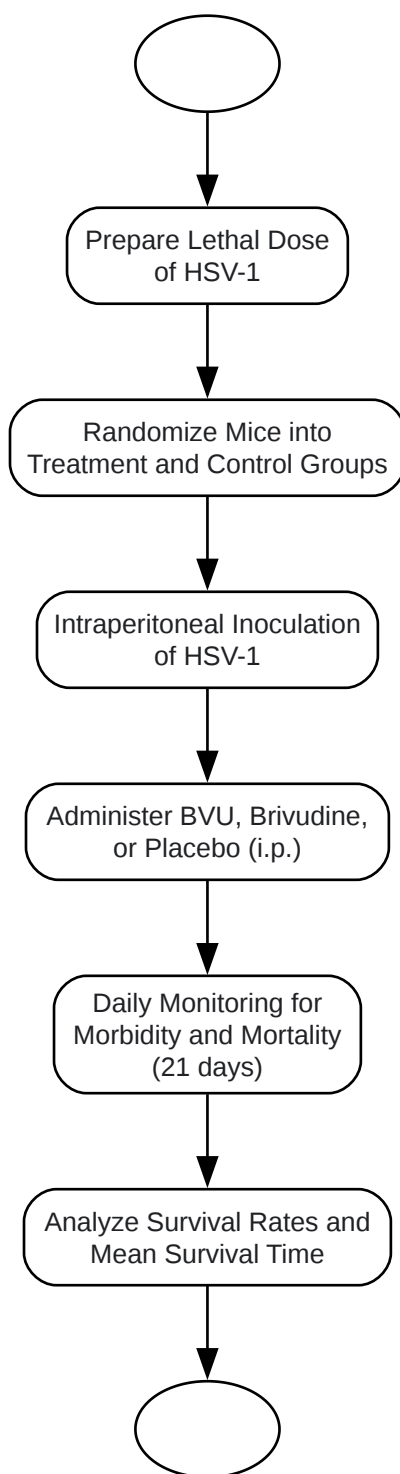 Prepare Lethal Dose
of HSV-1
Randomize Mice into
Treatment and Control Groups
Intraperitoneal Inoculation
of HSV-1
Administer BVU, Brivudine,
or Placebo (i.p.)
Daily Monitoring for
Morbidity and Mortality
(21 days)
Analyze Survival Rates and
Mean Survival Time